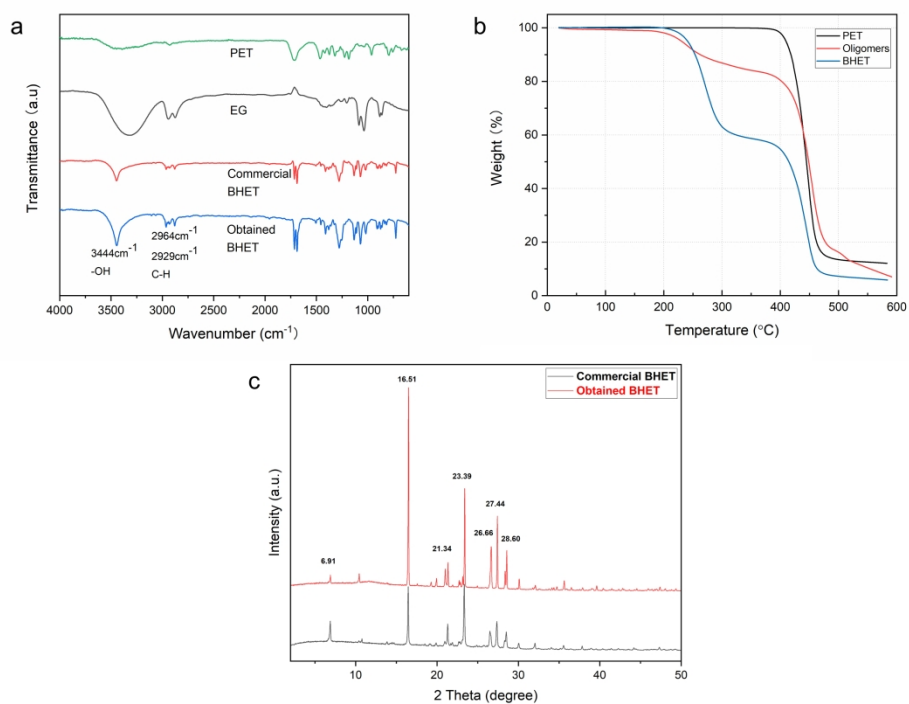 a
PET
EG
Commercial
BHET
Obtained
BHET
3444cm-1
-OH
2964cm-1
2929cm-1
C-H
Transmittance (a.u)
4000 3500 3000 2500 2000 1500 1000
Wavenumber (cm-1)
b
PET
Oligomers
BHET
100
80
60
40
20
0
Weight (%)
0 100 200 300 400 500 600
Temperature (°C)
c
Commercial BHET
Obtained BHET
16.51
23.39
27.44
26.66
28.60
21.34
6.91
Intensity (a.u.)
10 20 30 40 50
2 Theta (degree)